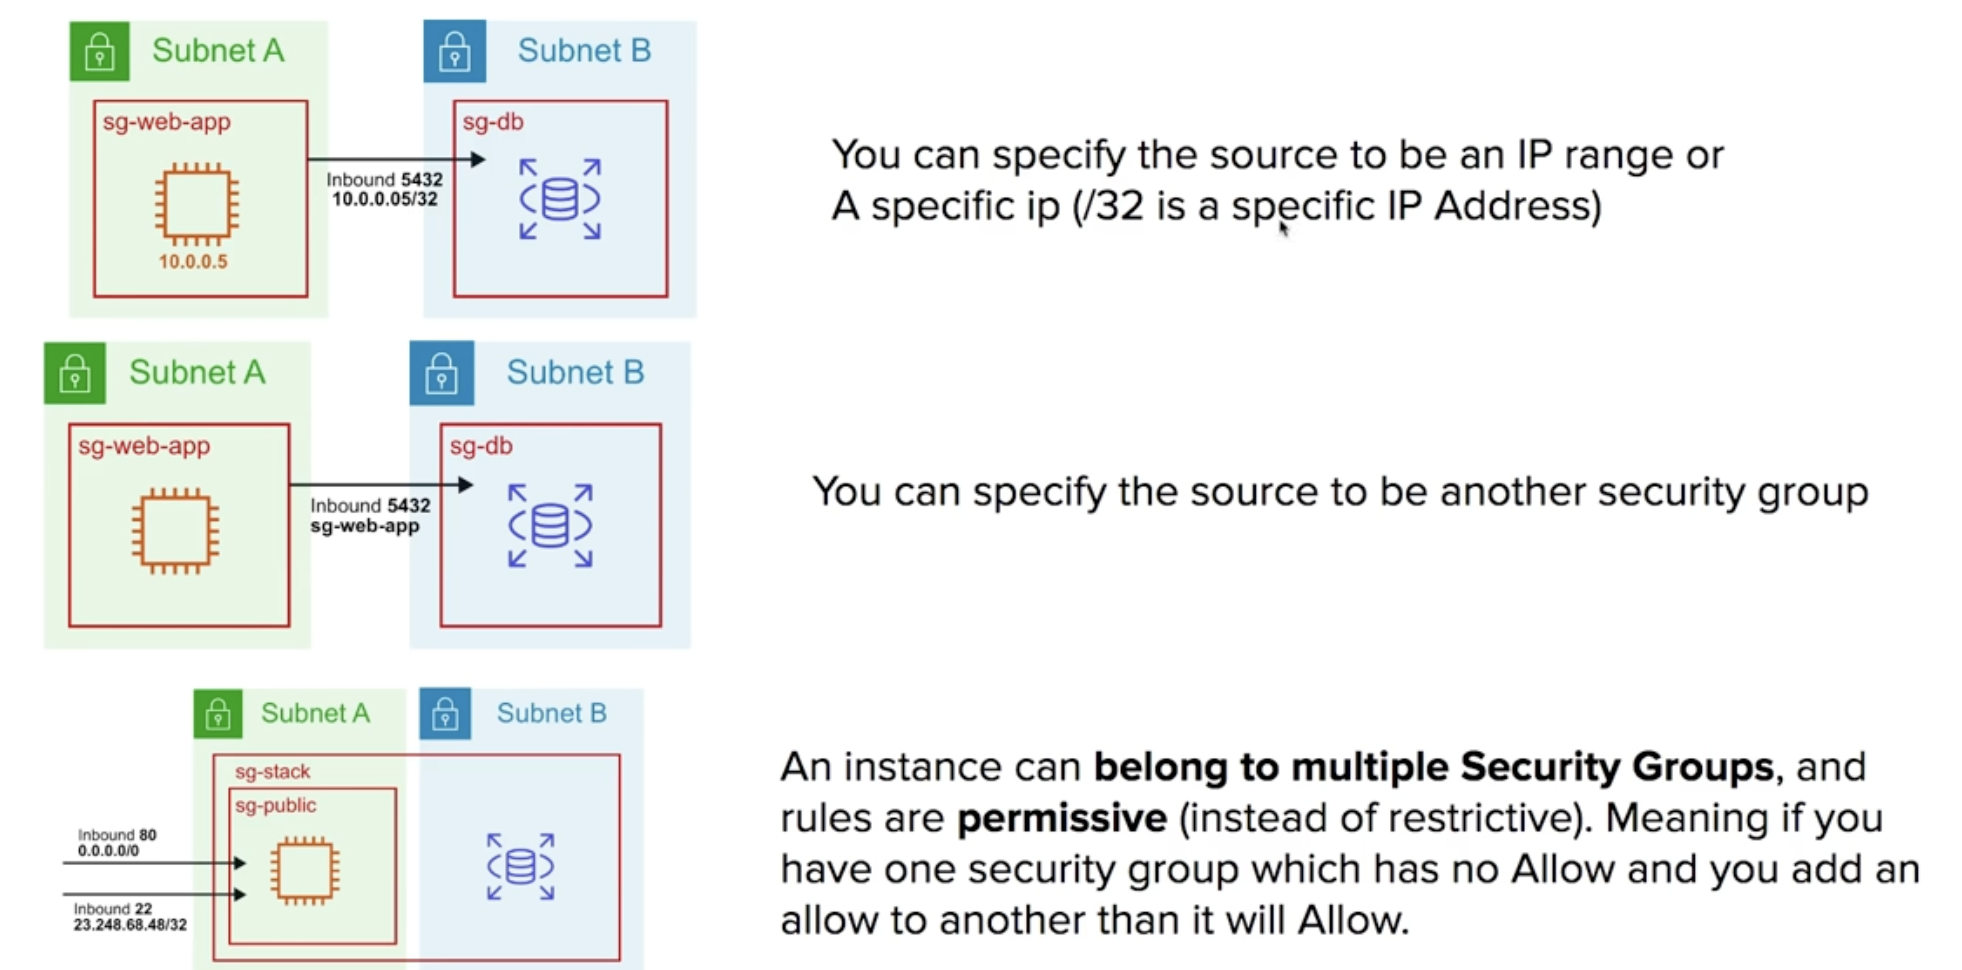 Subnet A
Subnet B
sg-web-app
sg-db
Inbound 5432
10.0.0.05/32
10.0.0.5
You can specify the source to be an IP range or
A specific ip (/32 is a specific IP Address)
Subnet A
Subnet B
sg-web-app
sg-db
Inbound 5432
sg-web-app
You can specify the source to be another security group
Subnet A
Subnet B
sg-stack
sg-public
Inbound 80
0.0.0.0/0
Inbound 22
23.248.68.48/32
An instance can belong to multiple Security Groups, and
rules are permissive (instead of restrictive). Meaning if you
have one security group which has no Allow and you add an
allow to another than it will Allow.